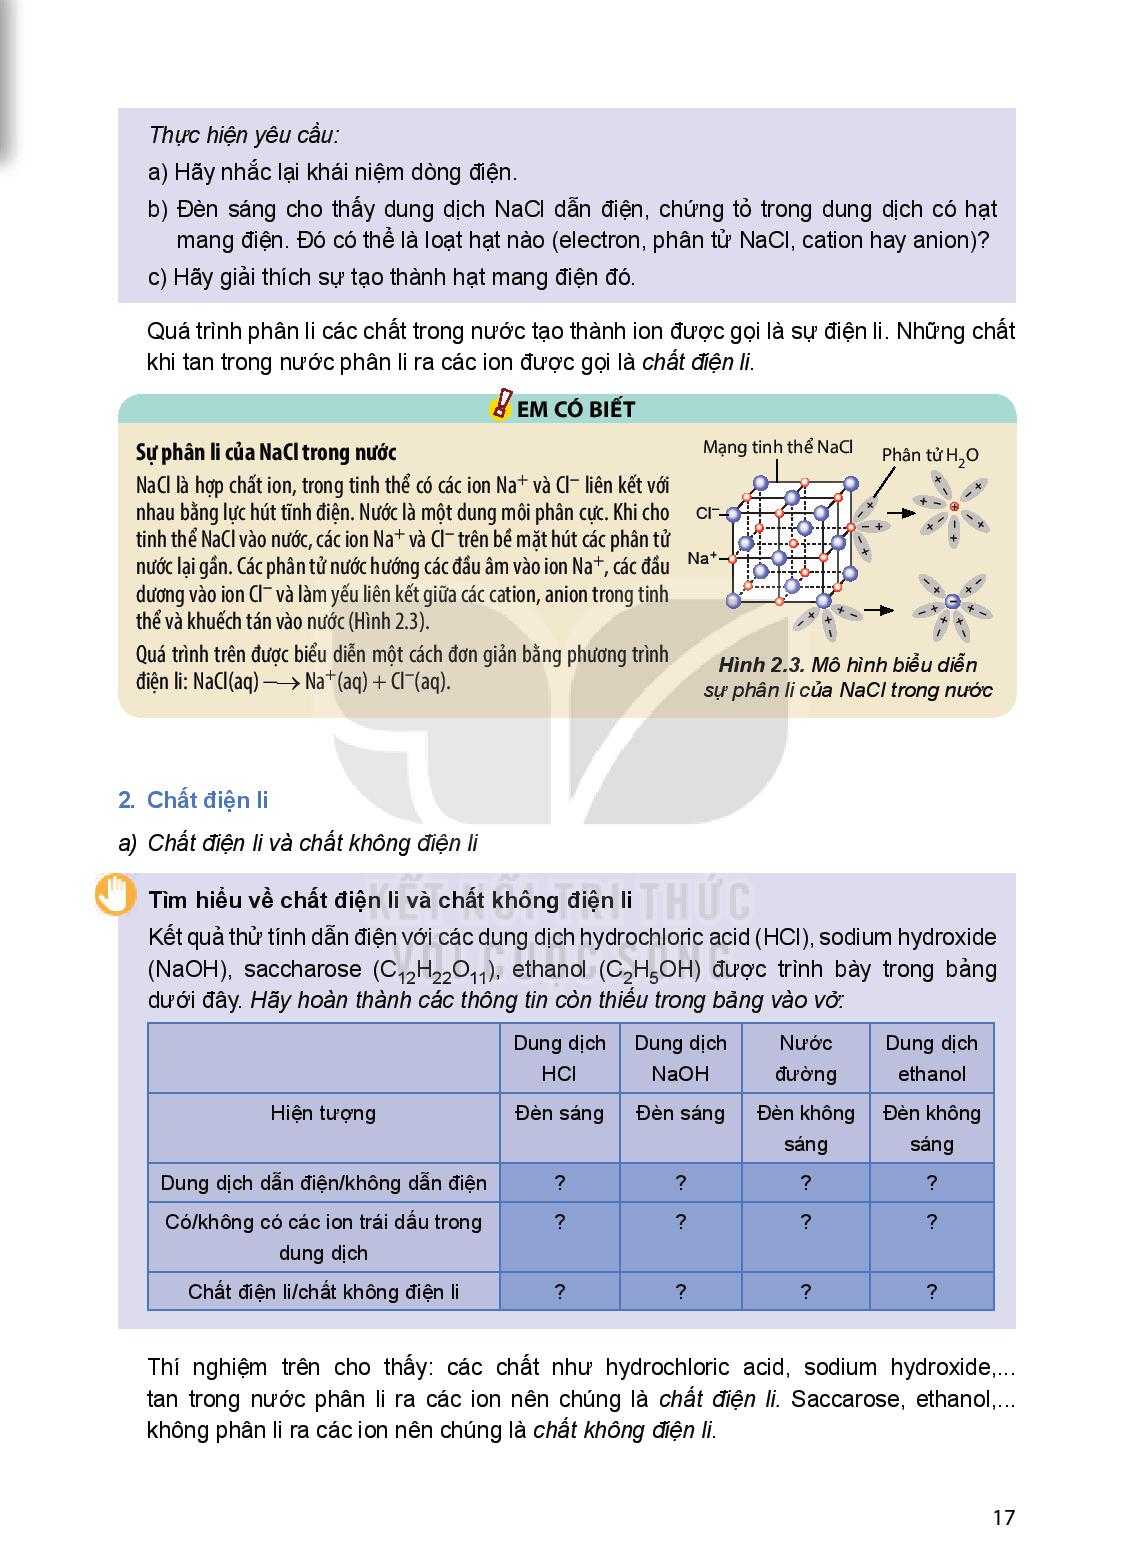 Thực hiện yêu cầu:
a) Hãy nhắc lại khái niệm dòng điện.
b) Đèn sáng cho thấy dung dịch NaCl dẫn điện, chứng tỏ trong dung dịch có hạt
mang điện. Đó có thể là loạt hạt nào (electron, phân tử NaCl, cation hay anion)?
c) Hãy giải thích sự tạo thành hạt mang điện đó.
Quá trình phân li các chất trong nước tạo thành ion được gọi là sự điện li. Những chất
khi tan trong nước phân li ra các ion được gọi là chất điện li.
EM CÓ BIẾT
Sự phân li của NaCl trong nước
NaCl là hợp chất ion, trong tinh thể có các ion Na⁺ và Cl⁻ liên kết với
nhau bằng lực hút tĩnh điện. Nước là một dung môi phân cực. Khi cho
tinh thể NaCl vào nước, các ion Na⁺ và Cl⁻ trên bề mặt hút các phân tử
nước lại gần. Các phân tử nước hướng các đầu âm vào ion Na⁺, các đầu
dương vào ion Cl⁻ và làm yếu liên kết giữa các cation, anion trong tinh
thể và khuếch tán vào nước (Hình 2.3).
Quá trình trên được biểu diễn một cách đơn giản bằng phương trình
điện li: NaCl(aq) ⟶ Na⁺(aq) + Cl⁻(aq).
Mạng tinh thể NaCl
Phân tử H₂O
Cl⁻
Na⁺
Hình 2.3. Mô hình biểu diễn
sự phân li của NaCl trong nước
2. Chất điện li
a) Chất điện li và chất không điện li
Tìm hiểu về chất điện li và chất không điện li
Kết quả thử tính dẫn điện với các dung dịch hydrochloric acid (HCl), sodium hydroxide
(NaOH), saccharose (C₁₂H₂₂O₁₁), ethanol (C₂H₅OH) được trình bày trong bảng
dưới đây. Hãy hoàn thành các thông tin còn thiếu trong bảng vào vở:
Dung dịch HCl Dung dịch NaOH Nước đường Dung dịch ethanol
Hiện tượng Đèn sáng Đèn sáng Đèn không sáng Đèn không sáng
Dung dịch dẫn điện/không dẫn điện ? ? ? ?
Có/không có các ion trái dấu trong dung dịch ? ? ? ?
Chất điện li/chất không điện li ? ? ? ?
Thí nghiệm trên cho thấy: các chất như hydrochloric acid, sodium hydroxide,...
tan trong nước phân li ra các ion nên chúng là chất điện li. Saccarose, ethanol,...
không phân li ra các ion nên chúng là chất không điện li.
KẾT NỐI TRI THỨC
VỚI CUỘC SỐNG
17